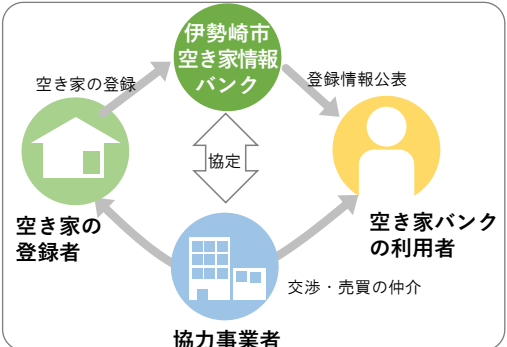 伊勢崎市
空き家情報
バンク
空き家の登録
登録情報公表
協定
空き家の
登録者
空き家バンク
の利用者
交渉・売買の仲介
協力事業者